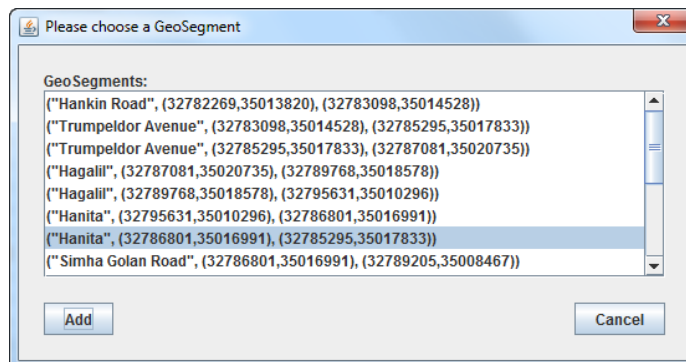 Please choose a GeoSegment
GeoSegments:
("Hankin Road", (32782269,35013820), (32783098,35014528))
("Trumpeldor Avenue", (32783098,35014528), (32785295,35017833))
("Trumpeldor Avenue", (32785295,35017833), (32787081,35020735))
("Hagalil", (32787081,35020735), (32789768,35018578))
("Hagalil", (32789768,35018578), (32795631,35010296))
("Hanita", (32795631,35010296), (32786801,35016991))
("Hanita", (32786801,35016991), (32785295,35017833))
("Simha Golan Road", (32786801,35016991), (32789205,35008467))
Add Cancel